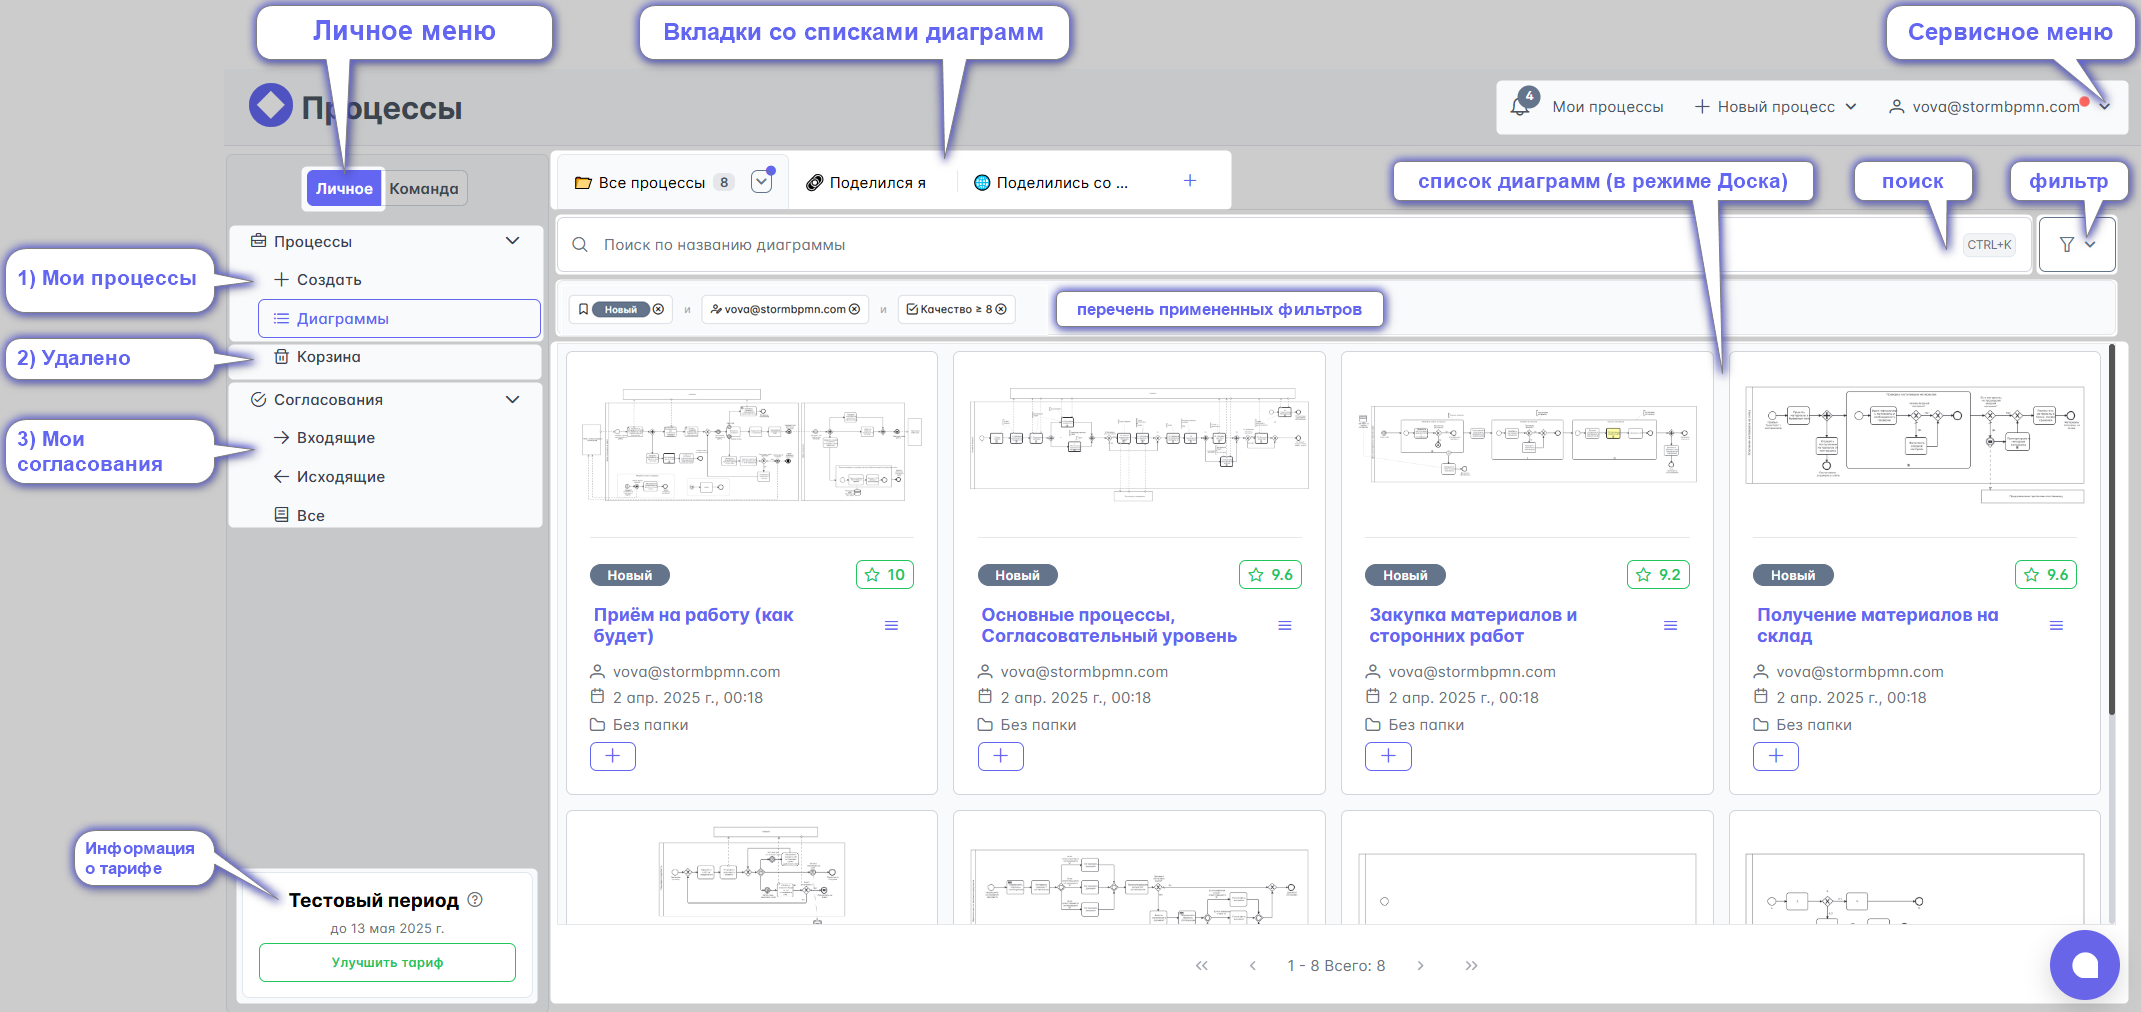 Личное меню
Вкладки со списками диаграмм
Сервисное меню
Процессы
4
Мои процессы
Новый процесс
vova@stormbpmn.com
Личное
Команда
Все процессы 8
Поделился я
Поделились со ...
+
список диаграмм (в режиме Доска)
поиск
фильтр
Процессы
Создать
Диаграммы
Корзина
Согласования
Входящие
Исходящие
Все
1) Мои процессы
2) Удалено
3) Мои
согласования
Поиск по названию диаграммы
CTRL+K
Новый
и
vova@stormbpmn.com
и
Качество ≥ 8
перечень примененных фильтров
Новый
10
Приём на работу (как
будет)
vova@stormbpmn.com
2 апр. 2025 г., 00:18
Без папки
Новый
9.6
Основные процессы,
Согласовательный уровень
vova@stormbpmn.com
2 апр. 2025 г., 00:18
Без папки
Новый
9.2
Закупка материалов и
сторонних работ
vova@stormbpmn.com
2 апр. 2025 г., 00:18
Без папки
Новый
9.6
Получение материалов на
склад
vova@stormbpmn.com
2 апр. 2025 г., 00:18
Без папки
Информация
о тарифе
Тестовый период
до 13 мая 2025 г.
Улучшить тариф
1 - 8 Всего: 8